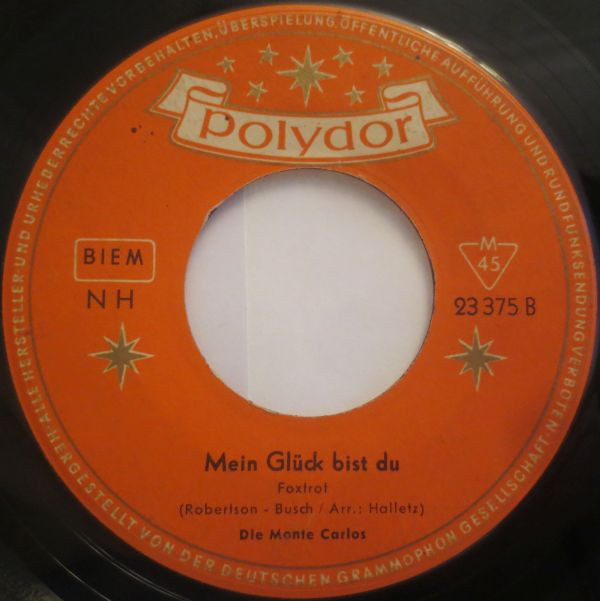 ·ALLE HERSTELLER-UND URHEBERRECHTE VORBEHALTEN, ÜBERSPIELUNG, ÖFFENTLICHE AUFFÜHRUNG UND RUNDFUNKSENDUNG VERBOTEN·
polydor
BIEM
NH
M
45
23 375 B
Mein Glück bist du
Foxtrot
(Robertson - Busch / Arr.: Halletz)
Die Monte Carlos
HERGESTELLT VON DER DEUTSCHEN GRAMMOPHON GESELLSCHAFT